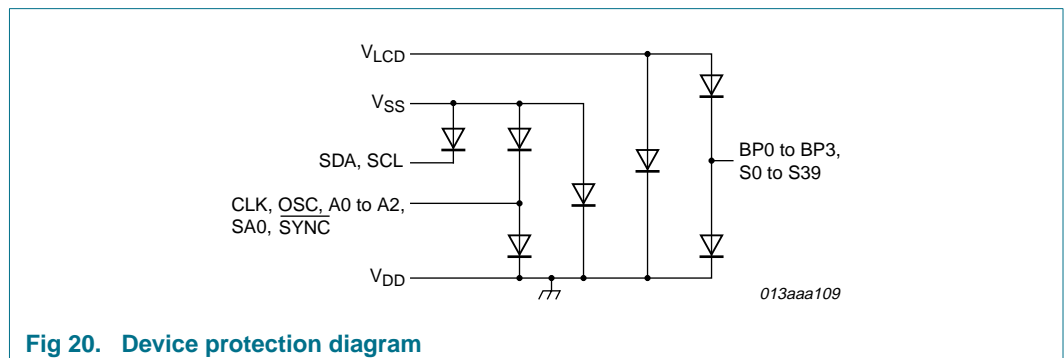 VLCD
VSS
SDA, SCL
BP0 to BP3,
S0 to S39
CLK, OSC, A0 to A2,
SA0, SYNC
VDD
013aaa109
Fig 20. Device protection diagram